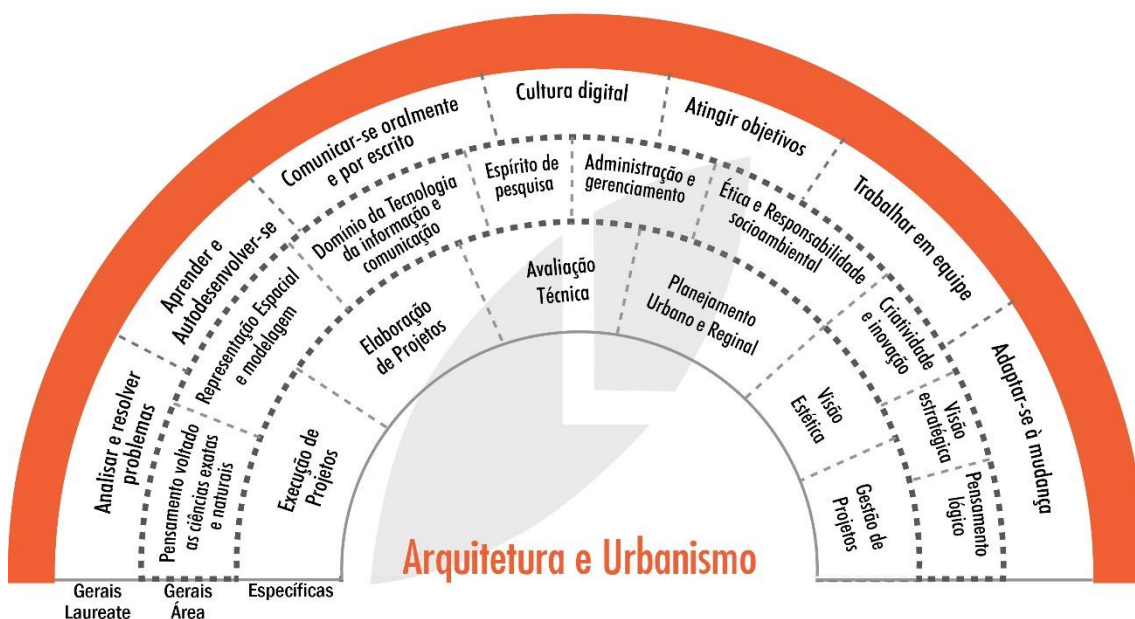 Analisar e resolver
problemas
Aprender e
Autodesenvolver-se
Comunicar-se oralmente
e por escrito
Cultura digital
Atingir objetivos
Trabalhar em equipe
Adaptar-se à mudança
Pensamento voltado
as ciências exatas
e naturais
Representação Espacial
e modelagem
Domínio da Tecnologia
da informação e
comunicação
Espírito de
pesquisa
Administração e
gerenciamento
Ética e Responsabilidade
socioambiental
Criatividade
e inovação
Visão
estratégica
Pensamento
lógico
Execução de
Projetos
Elaboração
de Projetos
Avaliação
Técnica
Planejamento
Urbano e Reginal
Visão
Estética
Gestão de
Projetos
Arquitetura e Urbanismo
Gerais
Laureate
Gerais
Área
Específicas